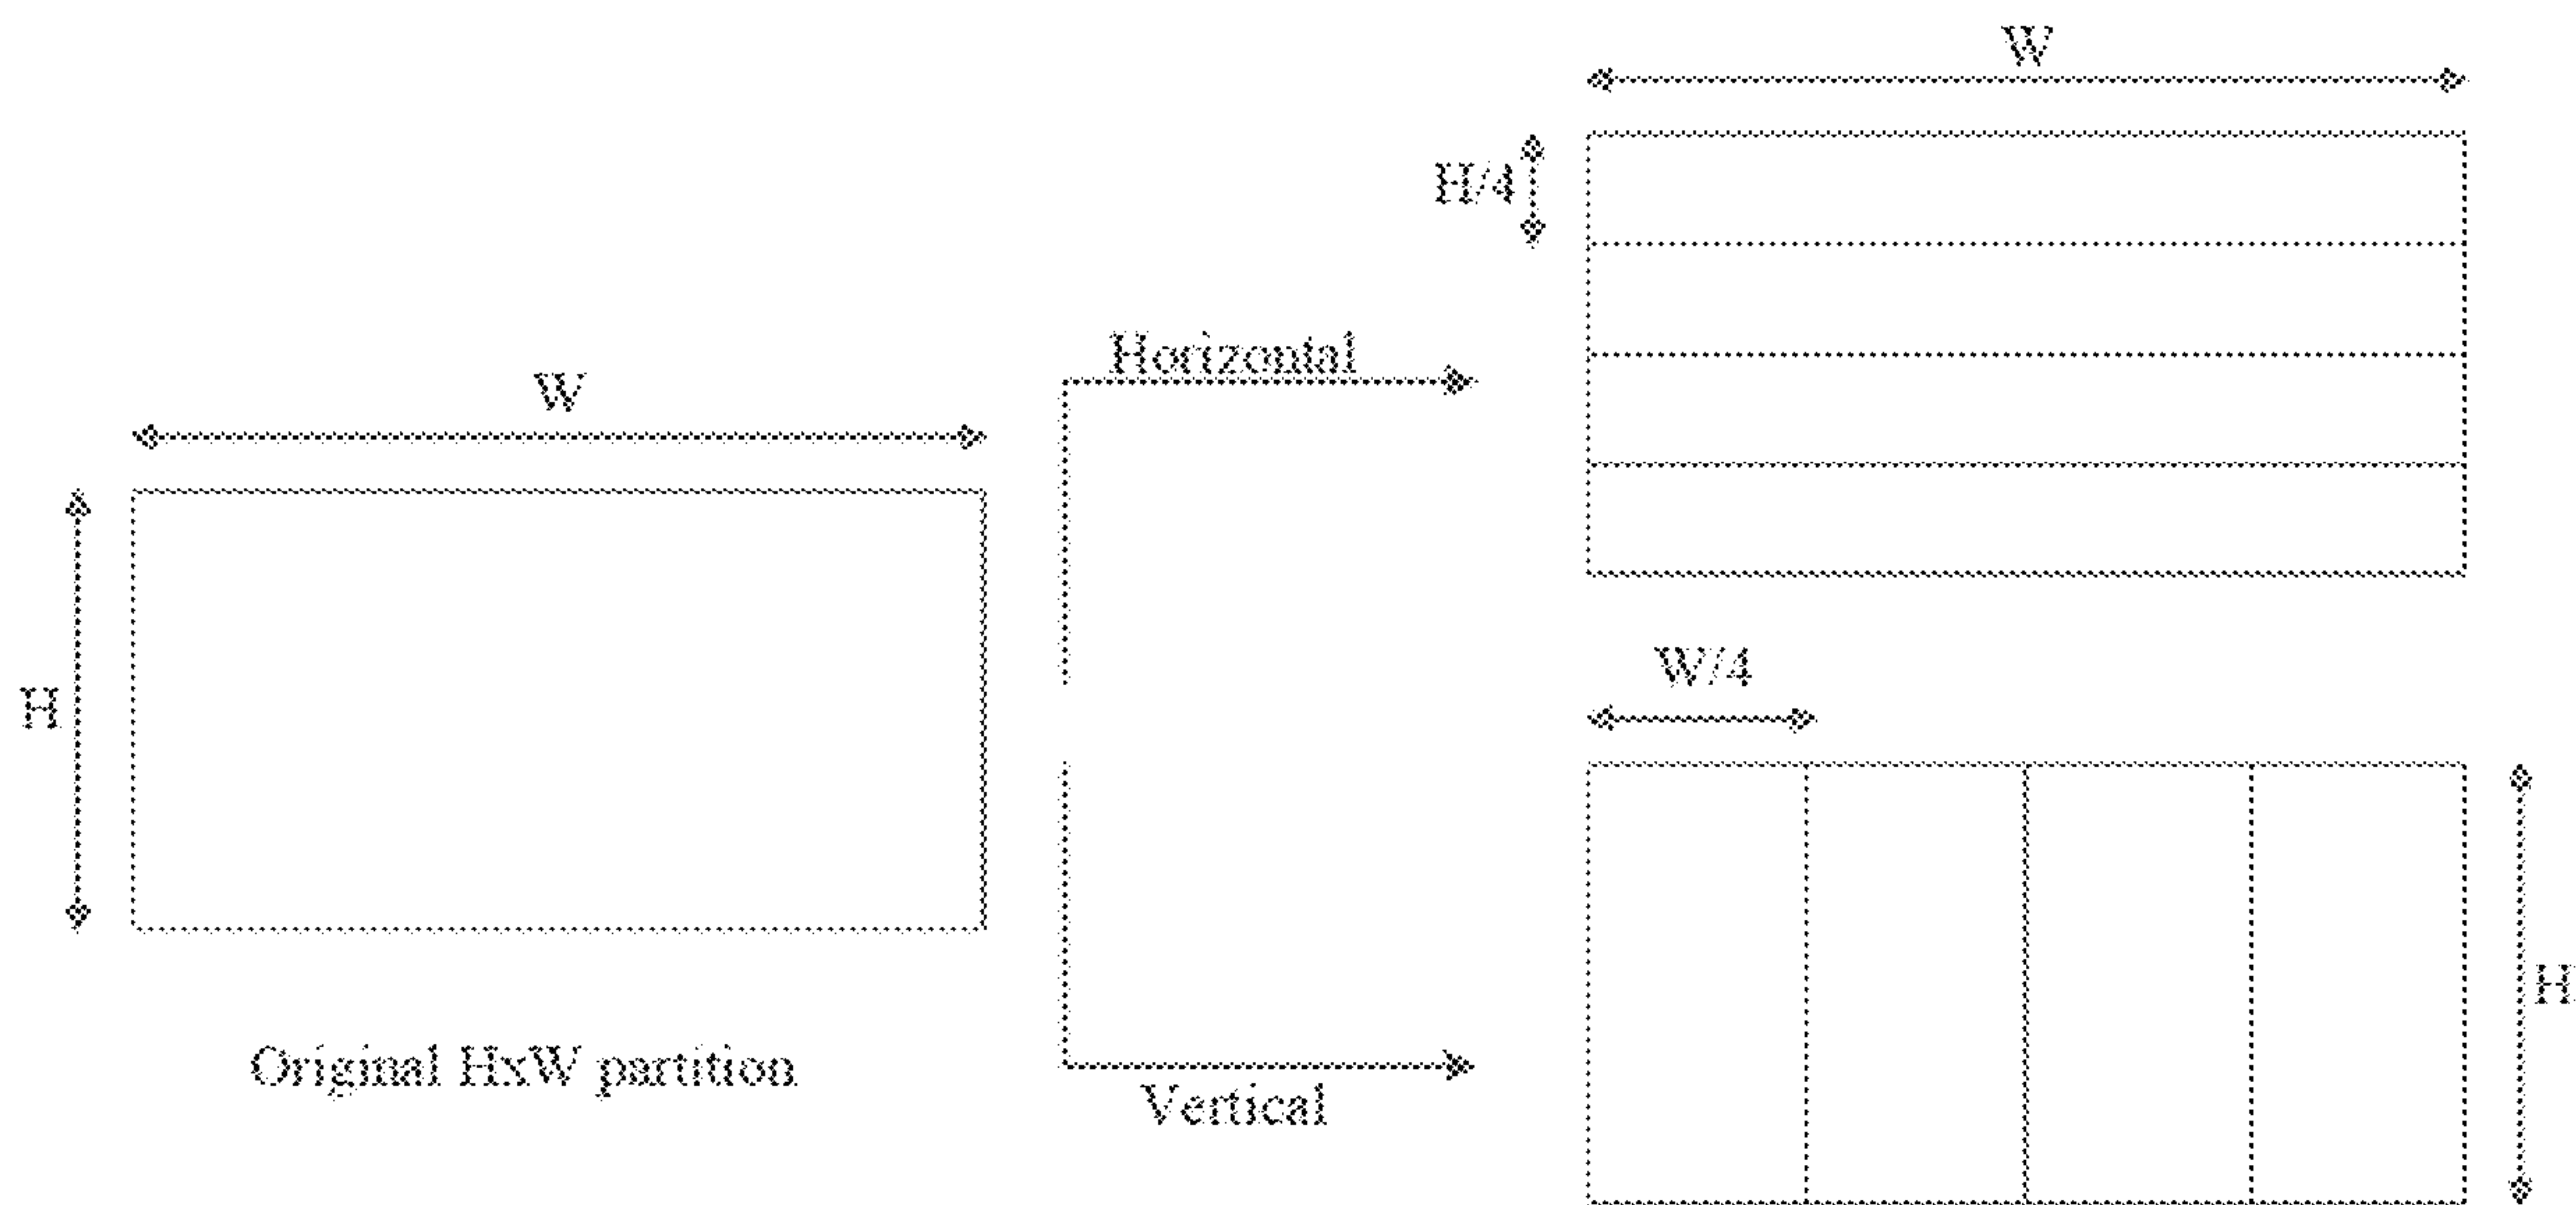 W
H/4
Horizontal
W
H
W/4
H
Original HxW partition
Vertical